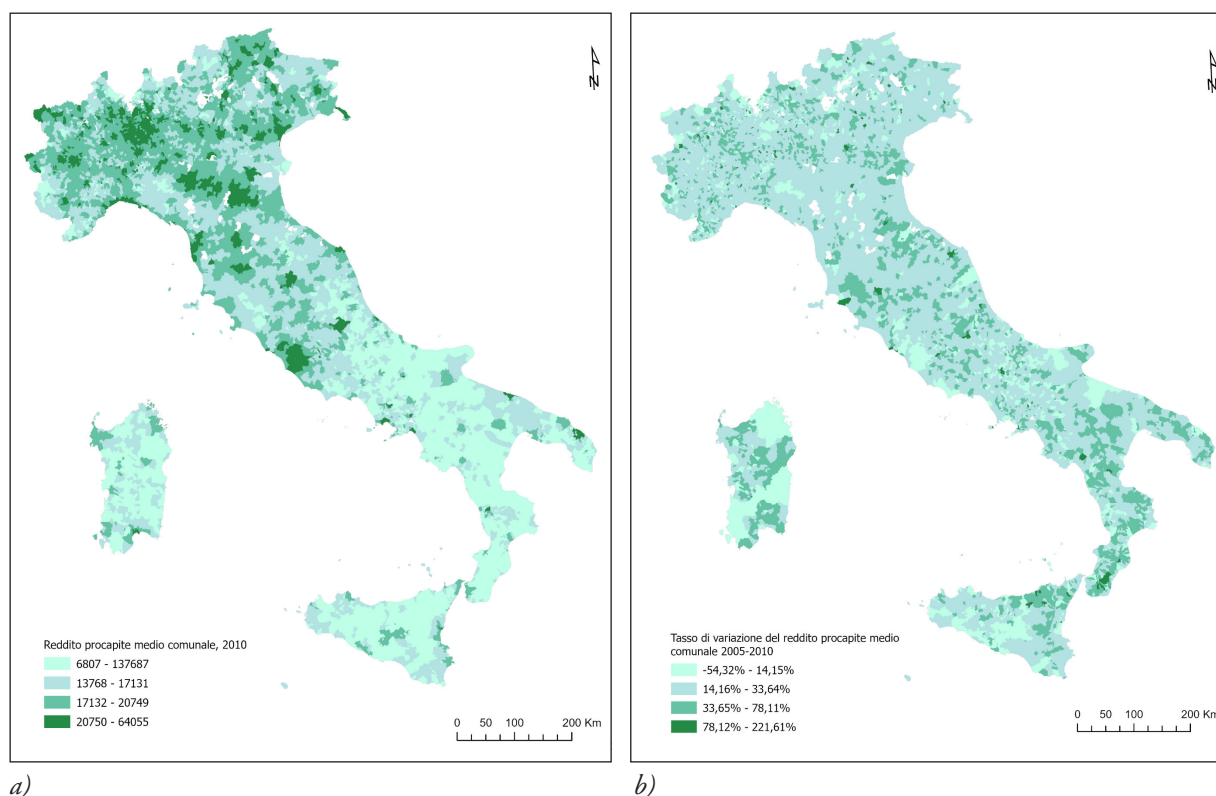 Reddito procapite medio comunale, 2010
6807 - 137687
13768 - 17131
17132 - 20749
20750 - 64055
0 50 100 200 Km
a)
Tasso di variazione del reddito procapite medio
comunale 2005-2010
-54,32% - 14,15%
14,16% - 33,64%
33,65% - 78,11%
78,12% - 221,61%
0 50 100 200 Km
b)